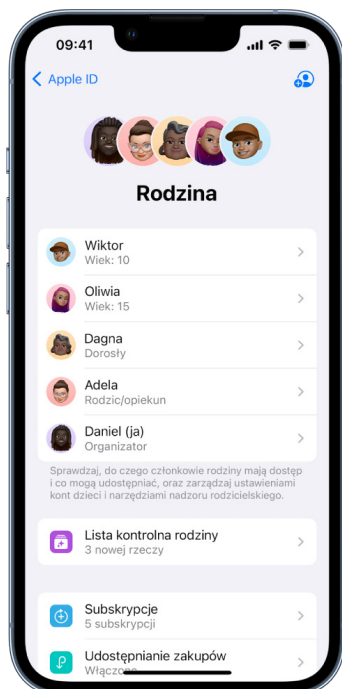 09:41
Apple ID
Rodzina
Wiktor
Wiek: 10
Oliwia
Wiek: 15
Dagna
Dorosły
Adela
Rodzic/opiekun
Daniel (ja)
Organizator
Sprawdzaj, do czego członkowie rodziny mają dostęp
i co mogą udostępniać, oraz zarządzaj ustawieniami
kont dzieci i narzędziami nadzoru rodzicielskiego.
Lista kontrolna rodziny
3 nowej rzeczy
Subskrypcje
5 subskrypcji
Udostępnianie zakupów
Włączone